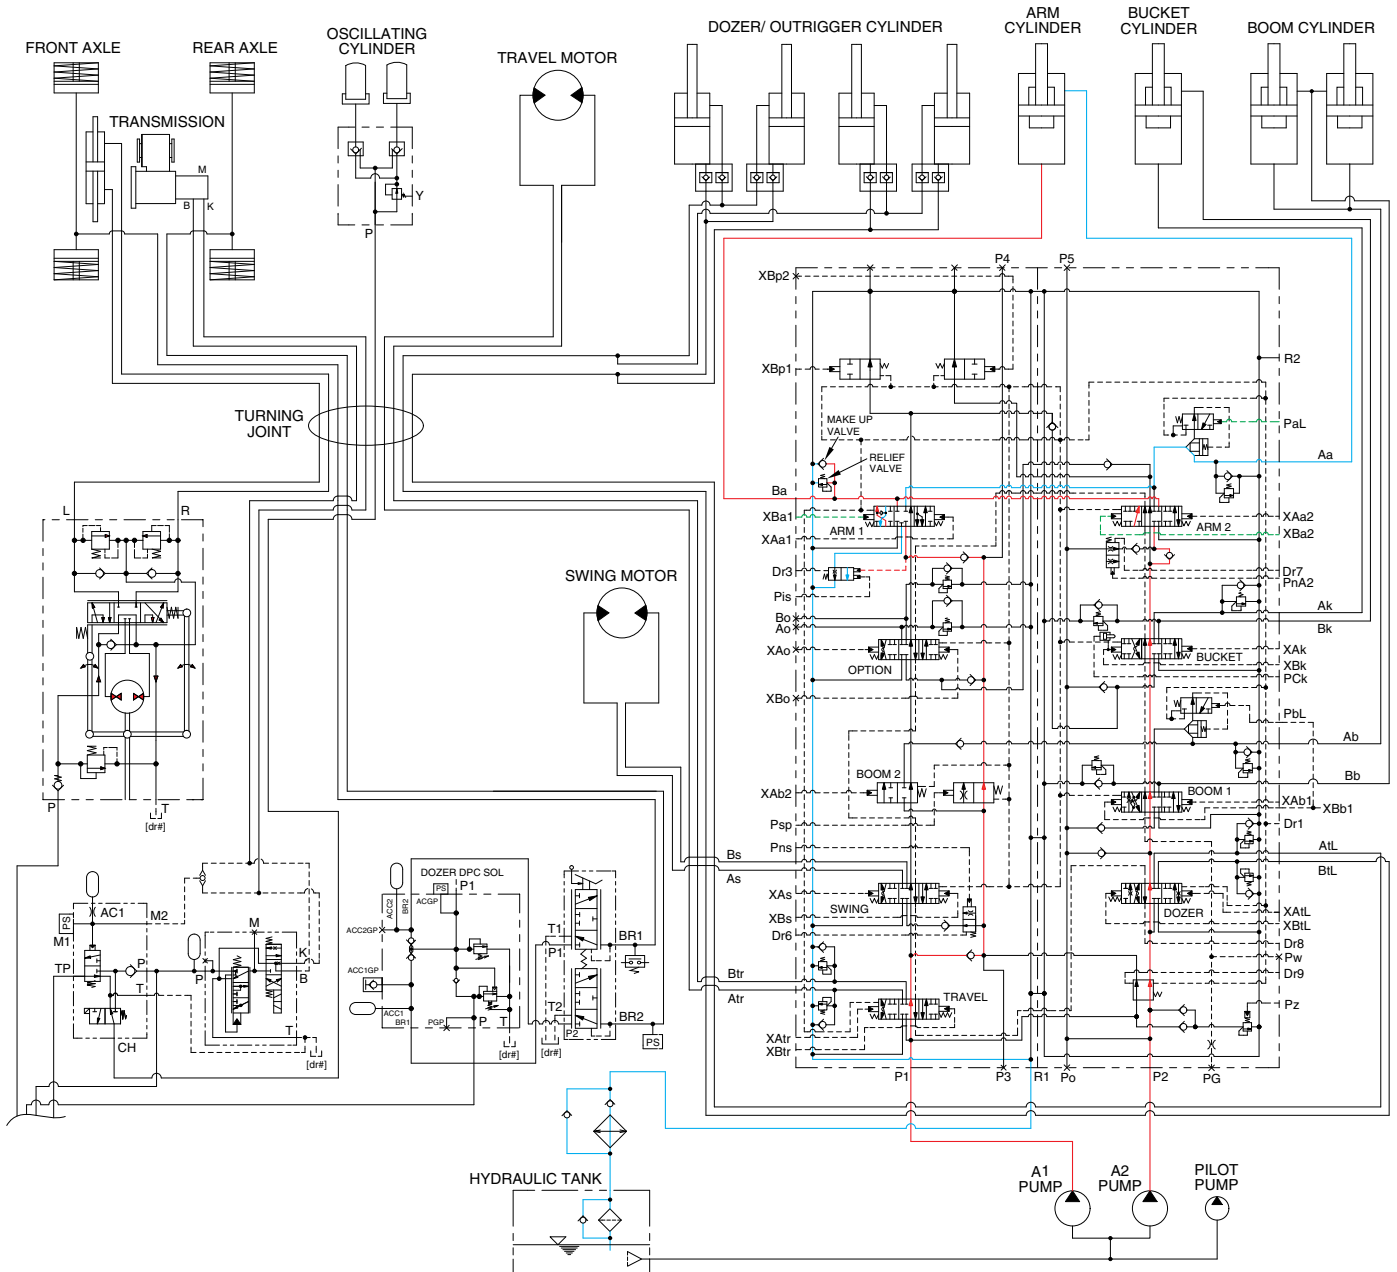 FRONT AXLE
REAR AXLE
OSCILLATING
CYLINDER
TRAVEL MOTOR
DOZER/ OUTRIGGER CYLINDER
ARM
CYLINDER
BUCKET
CYLINDER
BOOM CYLINDER
TRANSMISSION
M
B
K
Y
P
TURNING
JOINT
XBp2
P4
P5
XBp1
R2
MAKE UP
VALVE
RELIEF
VALVE
PaL
Aa
Ba
XBa1
ARM 1
XAa1
ARM 2
XAa2
XBa2
Dr3
Pis
Dr7
PnA2
Bo
Ao
Ak
Bk
XAo
OPTION
XBo
BUCKET
XAk
XBk
PCk
PbL
Ab
Bb
BOOM 2
XAb2
BOOM 1
XAb1
XBb1
Psp
Dr1
Pns
AtL
BtL
Bs
As
XAs
SWING
XBs
Dr6
DOZER
XAtL
XBtL
Dr8
Pw
Dr9
Btr
Atr
TRAVEL
Pz
XAtr
XBtr
P1
P3
R1
Po
P2
PG
L
R
P
T
[dr#]
SWING MOTOR
AC1
M2
PS
M1
TP
P
T
CH
M
K
B
P
T
[dr#]
DOZER DPC SOL
P1
PS
ACGP
ACC2
BR2
ACC2GP
ACC1GP
ACC1
BR1
PGP
P
T
[dr#]
T1
P1
BR1
T2
P2
BR2
[dr#]
PS
HYDRAULIC TANK
A1
PUMP
A2
PUMP
PILOT
PUMP